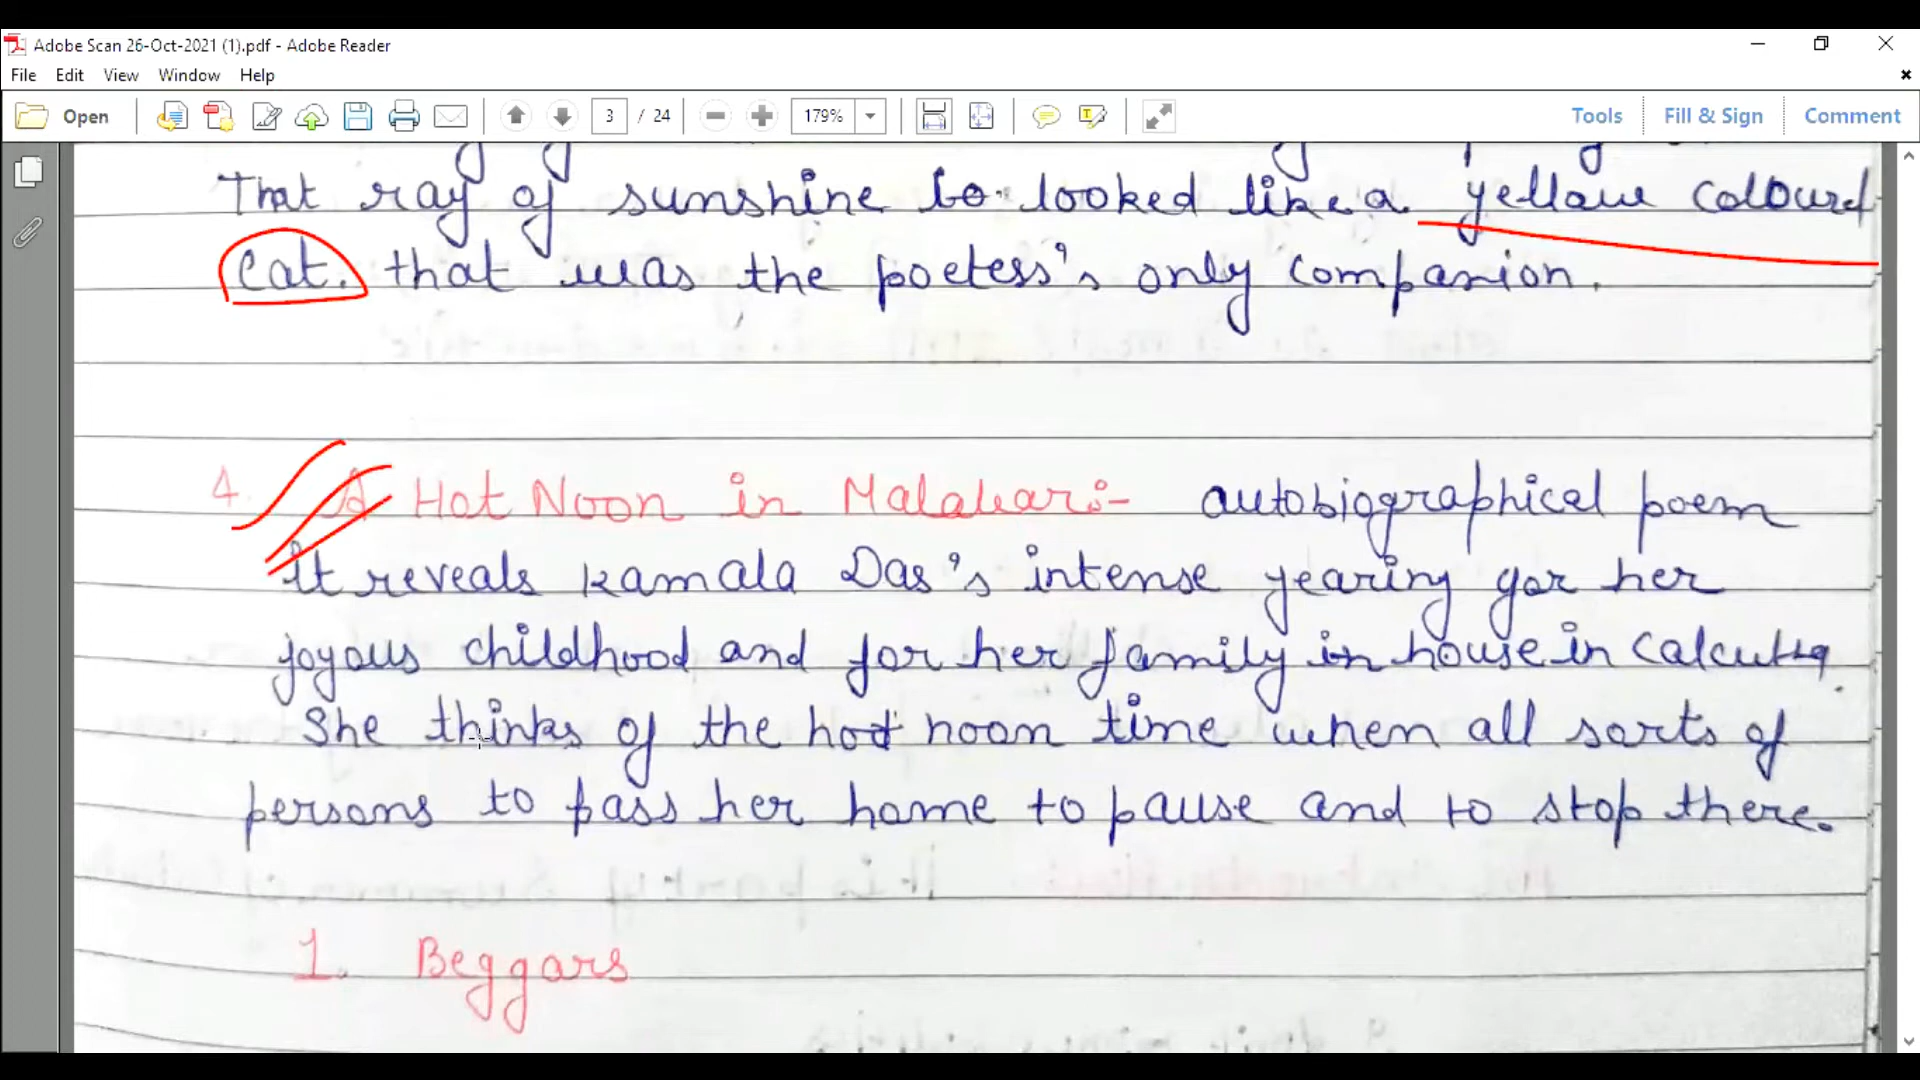 Adobe Scan 26-Oct-2021 (1).pdf - Adobe Reader
File Edit View Window Help
Open 3 / 24 179% Tools Fill & Sign Comment
That ray of sunshine to looked like a yellow coloured
cat. that was the poetess's only companion.
4. A Hot Noon in Malabar:- autobiographical poem
it reveals kamala Das's intense yearing for her
joyous childhood and for her family in house in Calcutta.
She thinks of the hot noon time when all sorts of
persons to pass her home to pause and to stop there.
1. Beggars